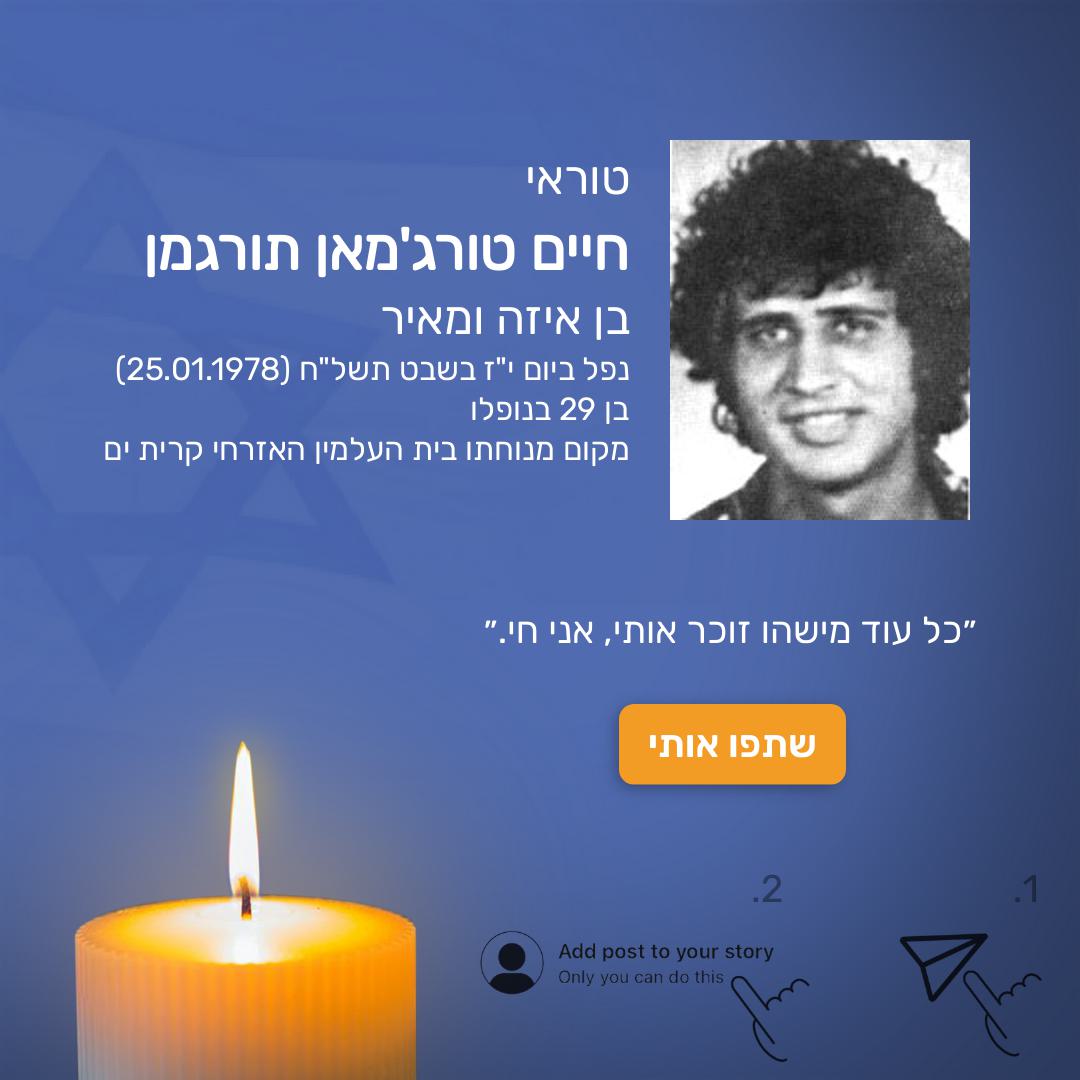 טוראי
חיים טורג'מאן תורגמן
בן איזה ומאיר
נפל ביום י"ז בשבט תשל"ח (25.01.1978)
בן 29 בנופלו
מקום מנוחתו בית העלמין האזרחי קרית ים
״כל עוד מישהו זוכר אותי, אני חי.״
שתפו אותי
.1
.2
Add post to your story
Only you can do this